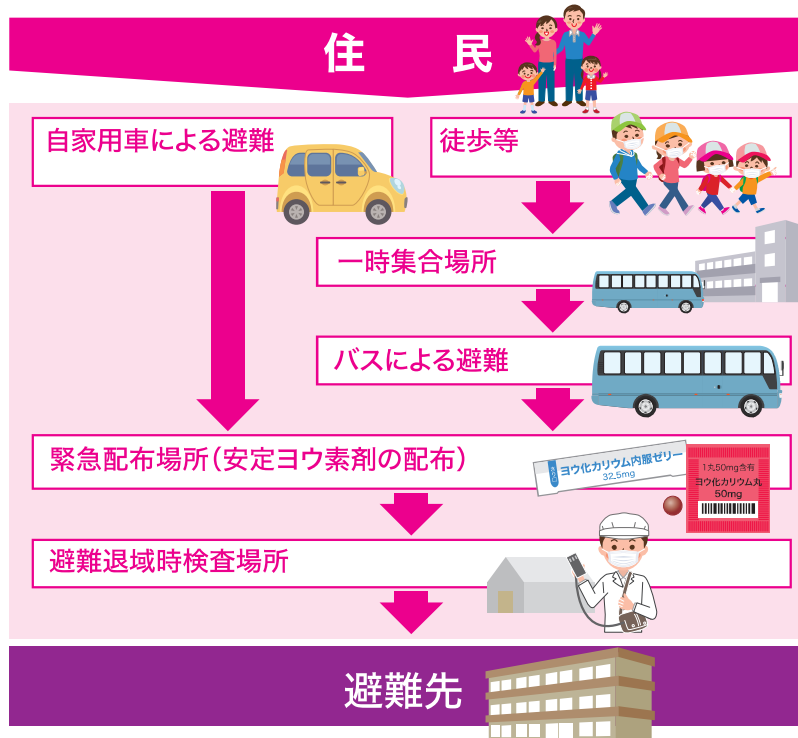 住 民
自家用車による避難
徒歩等
一時集合場所
バスによる避難
緊急配布場所（安定ヨウ素剤の配布）
ヨウ化カリウム内服ゼリー
32.5mg
1丸50mg含有
ヨウ化カリウム丸
50mg
避難退域時検査場所
避難先